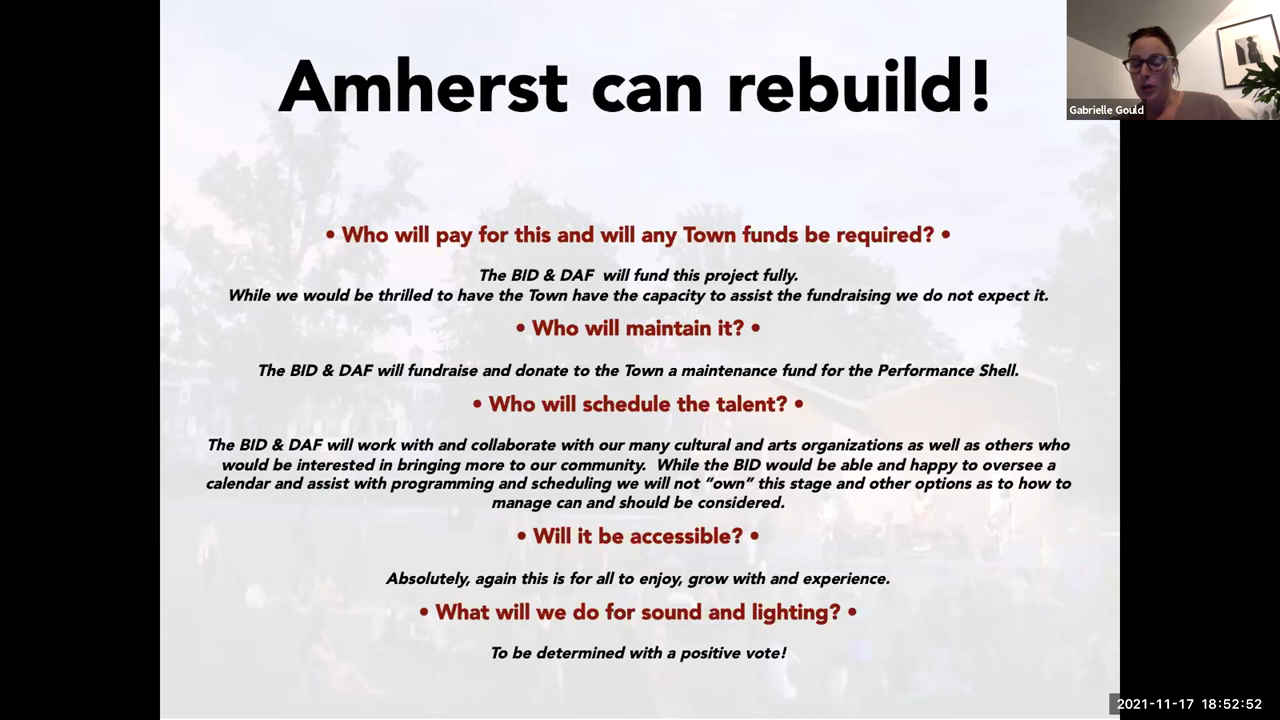 Amherst can rebuild!
Gabrielle Gould
• Who will pay for this and will any Town funds be required? •
The BID & DAF will fund this project fully.
While we would be thrilled to have the Town have the capacity to assist the fundraising we do not expect it.
• Who will maintain it? •
The BID & DAF will fundraise and donate to the Town a maintenance fund for the Performance Shell.
• Who will schedule the talent? •
The BID & DAF will work with and collaborate with our many cultural and arts organizations as well as others who
would be interested in bringing more to our community. While the BID would be able and happy to oversee a
calendar and assist with programming and scheduling we will not “own” this stage and other options as to how to
manage can and should be considered.
• Will it be accessible? •
Absolutely, again this is for all to enjoy, grow with and experience.
• What will we do for sound and lighting? •
To be determined with a positive vote!
2021-11-17 18:52:52